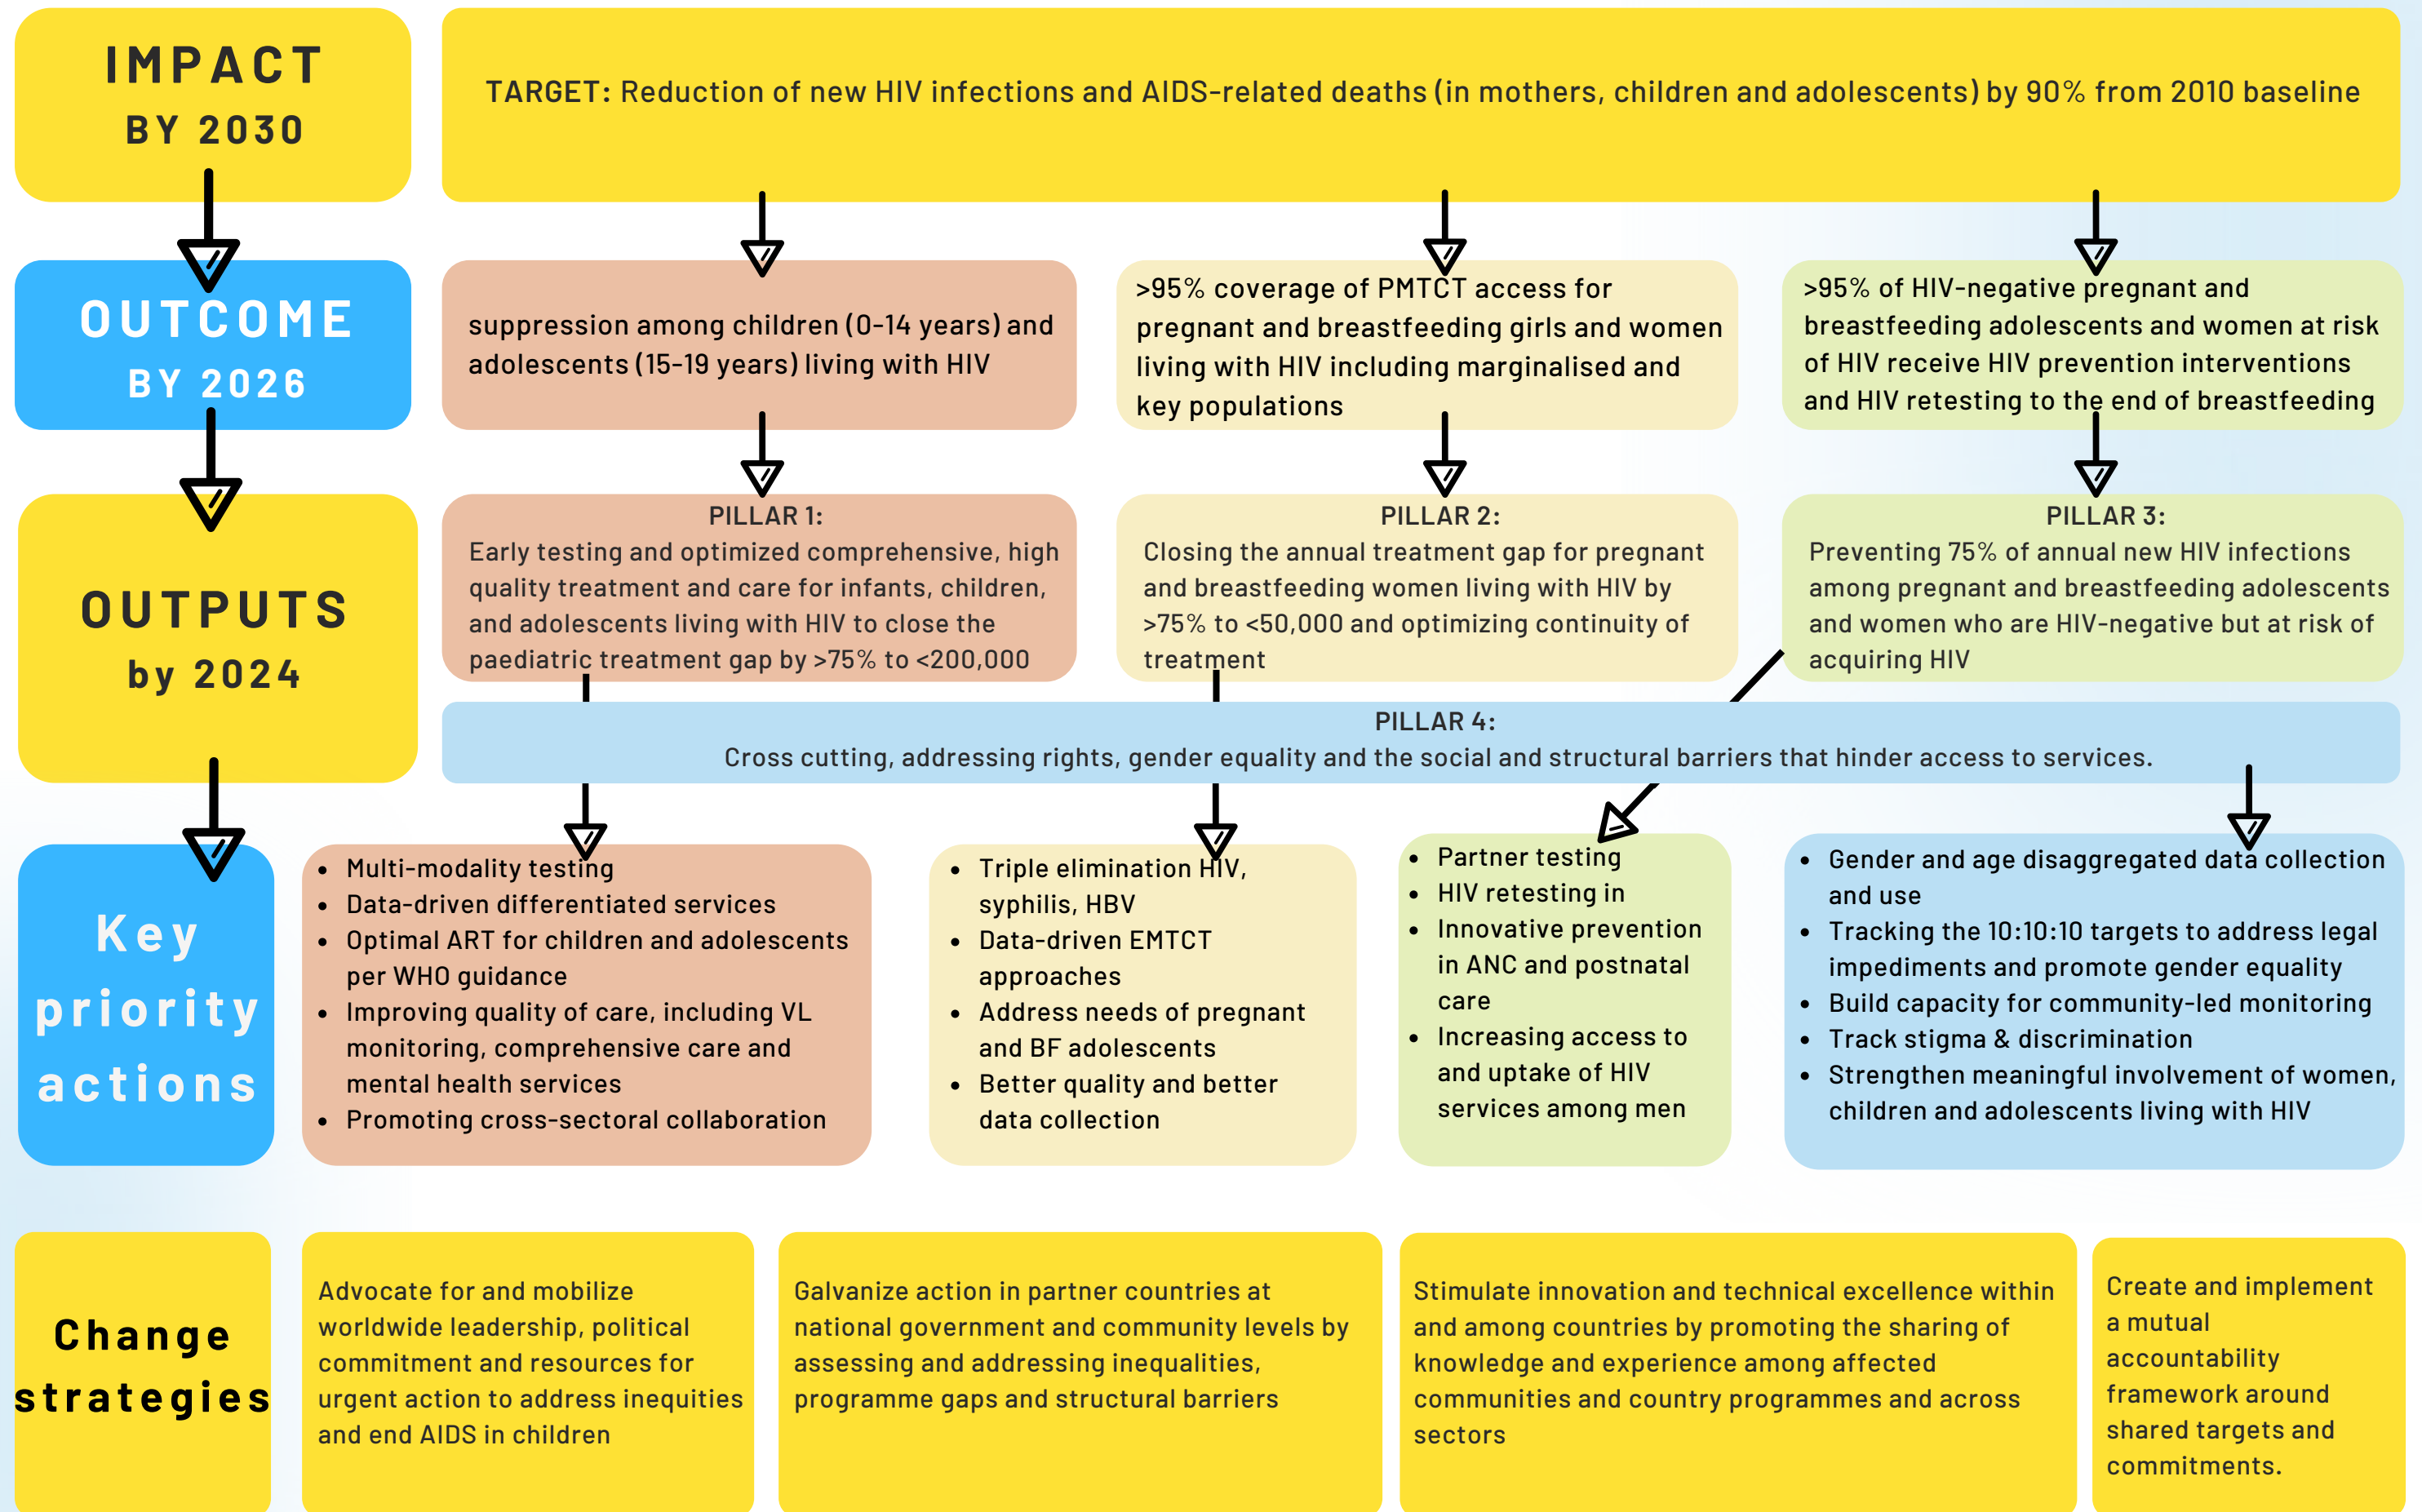 IMPACT
BY 2030
TARGET: Reduction of new HIV infections and AIDS-related deaths (in mothers, children and adolescents) by 90% from 2010 baseline
OUTCOME
BY 2026
suppression among children (0-14 years) and
adolescents (15-19 years) living with HIV
>95% coverage of PMTCT access for
pregnant and breastfeeding girls and women
living with HIV including marginalised and
key populations
>95% of HIV-negative pregnant and
breastfeeding adolescents and women at risk
of HIV receive HIV prevention interventions
and HIV retesting to the end of breastfeeding
OUTPUTS
by 2024
PILLAR 1:
Early testing and optimized comprehensive, high
quality treatment and care for infants, children,
and adolescents living with HIV to close the
paediatric treatment gap by >75% to <200,000
PILLAR 2:
Closing the annual treatment gap for pregnant
and breastfeeding women living with HIV by
>75% to <50,000 and optimizing continuity of
treatment
PILLAR 3:
Preventing 75% of annual new HIV infections
among pregnant and breastfeeding adolescents
and women who are HIV-negative but at risk of
acquiring HIV
PILLAR 4:
Cross cutting, addressing rights, gender equality and the social and structural barriers that hinder access to services.
Key
priority
actions
• Multi-modality testing
• Data-driven differentiated services
• Optimal ART for children and adolescents
per WHO guidance
• Improving quality of care, including VL
monitoring, comprehensive care and
mental health services
• Promoting cross-sectoral collaboration
• Triple elimination HIV,
syphilis, HBV
• Data-driven EMTCT
approaches
• Address needs of pregnant
and BF adolescents
• Better quality and better
data collection
• Partner testing
• HIV retesting in
• Innovative prevention
in ANC and postnatal
care
• Increasing access to
and uptake of HIV
services among men
• Gender and age disaggregated data collection
and use
• Tracking the 10:10:10 targets to address legal
impediments and promote gender equality
• Build capacity for community-led monitoring
• Track stigma & discrimination
• Strengthen meaningful involvement of women,
children and adolescents living with HIV
Change
strategies
Advocate for and mobilize
worldwide leadership, political
commitment and resources for
urgent action to address inequities
and end AIDS in children
Galvanize action in partner countries at
national government and community levels by
assessing and addressing inequalities,
programme gaps and structural barriers
Stimulate innovation and technical excellence within
and among countries by promoting the sharing of
knowledge and experience among affected
communities and country programmes and across
sectors
Create and implement
a mutual
accountability
framework around
shared targets and
commitments.